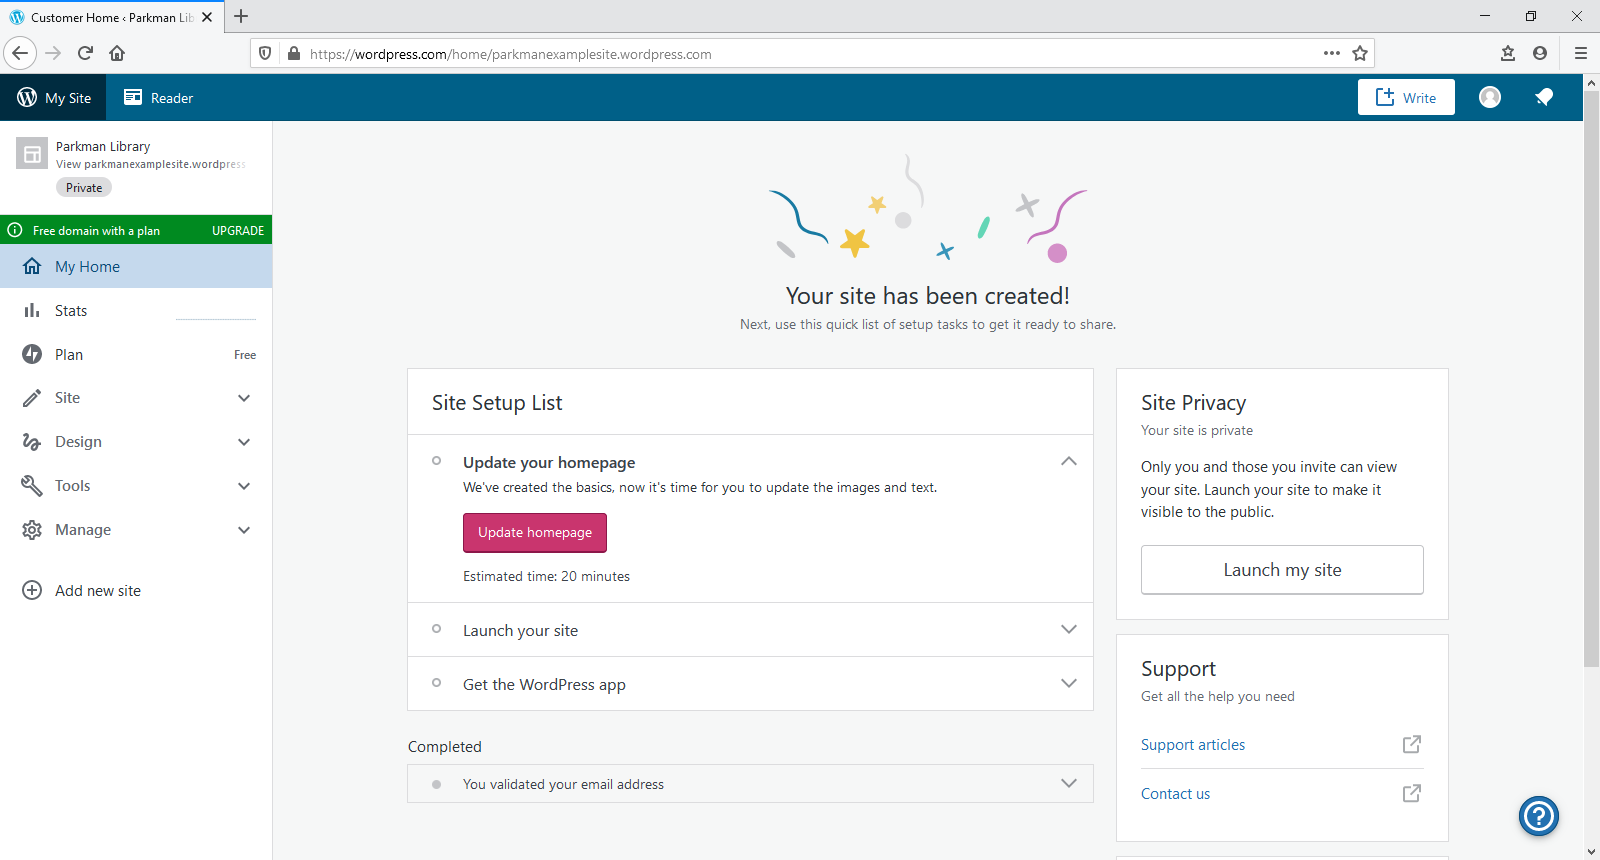 Customer Home ‹ Parkman Lib
https://wordpress.com/home/parkmanexamplesite.wordpress.com
My Site
Reader
Write
Parkman Library
View parkmanexamplesite.wordpress
Private
Free domain with a plan UPGRADE
My Home
Stats
Plan Free
Site
Design
Tools
Manage
Add new site
Your site has been created!
Next, use this quick list of setup tasks to get it ready to share.
Site Setup List
Update your homepage
We've created the basics, now it's time for you to update the images and text.
Update homepage
Estimated time: 20 minutes
Launch your site
Get the WordPress app
Completed
You validated your email address
Site Privacy
Your site is private
Only you and those you invite can view
your site. Launch your site to make it
visible to the public.
Launch my site
Support
Get all the help you need
Support articles
Contact us